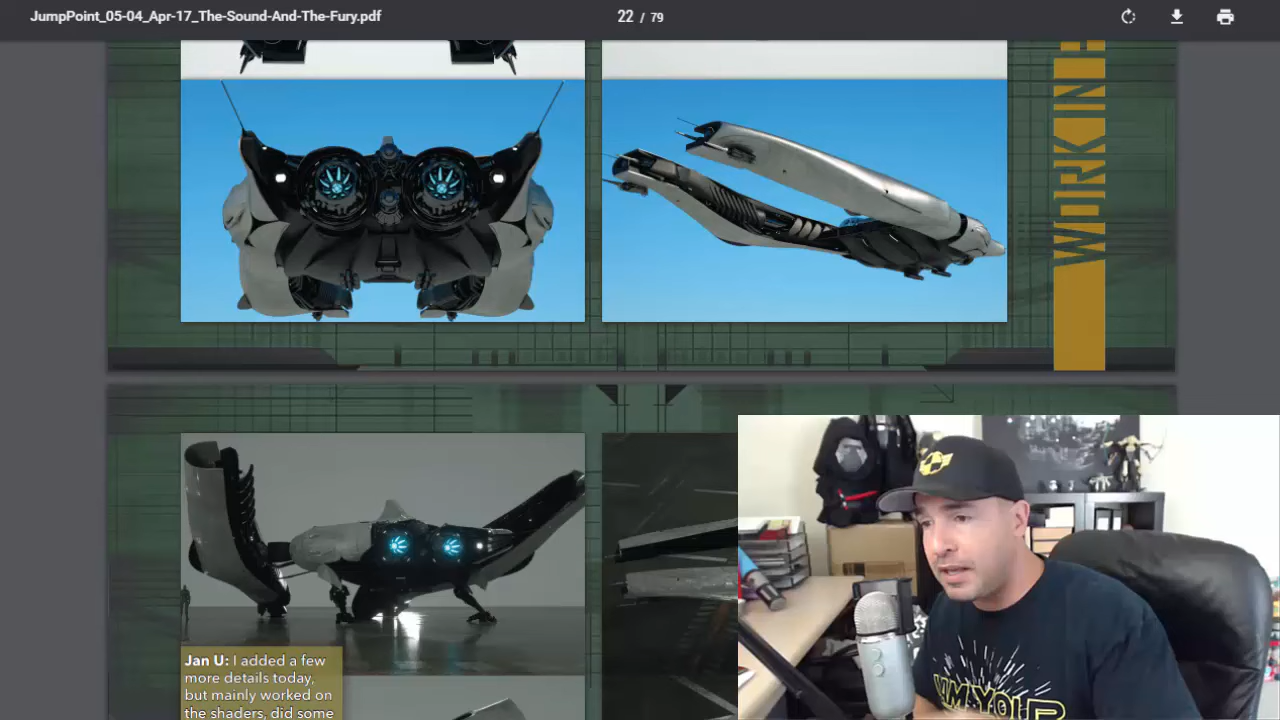 JumpPoint_05-04_Apr-17_The-Sound-And-The-Fury.pdf
22 / 79
Jan U: I added a few
more details today,
but mainly worked on
the shaders, did some